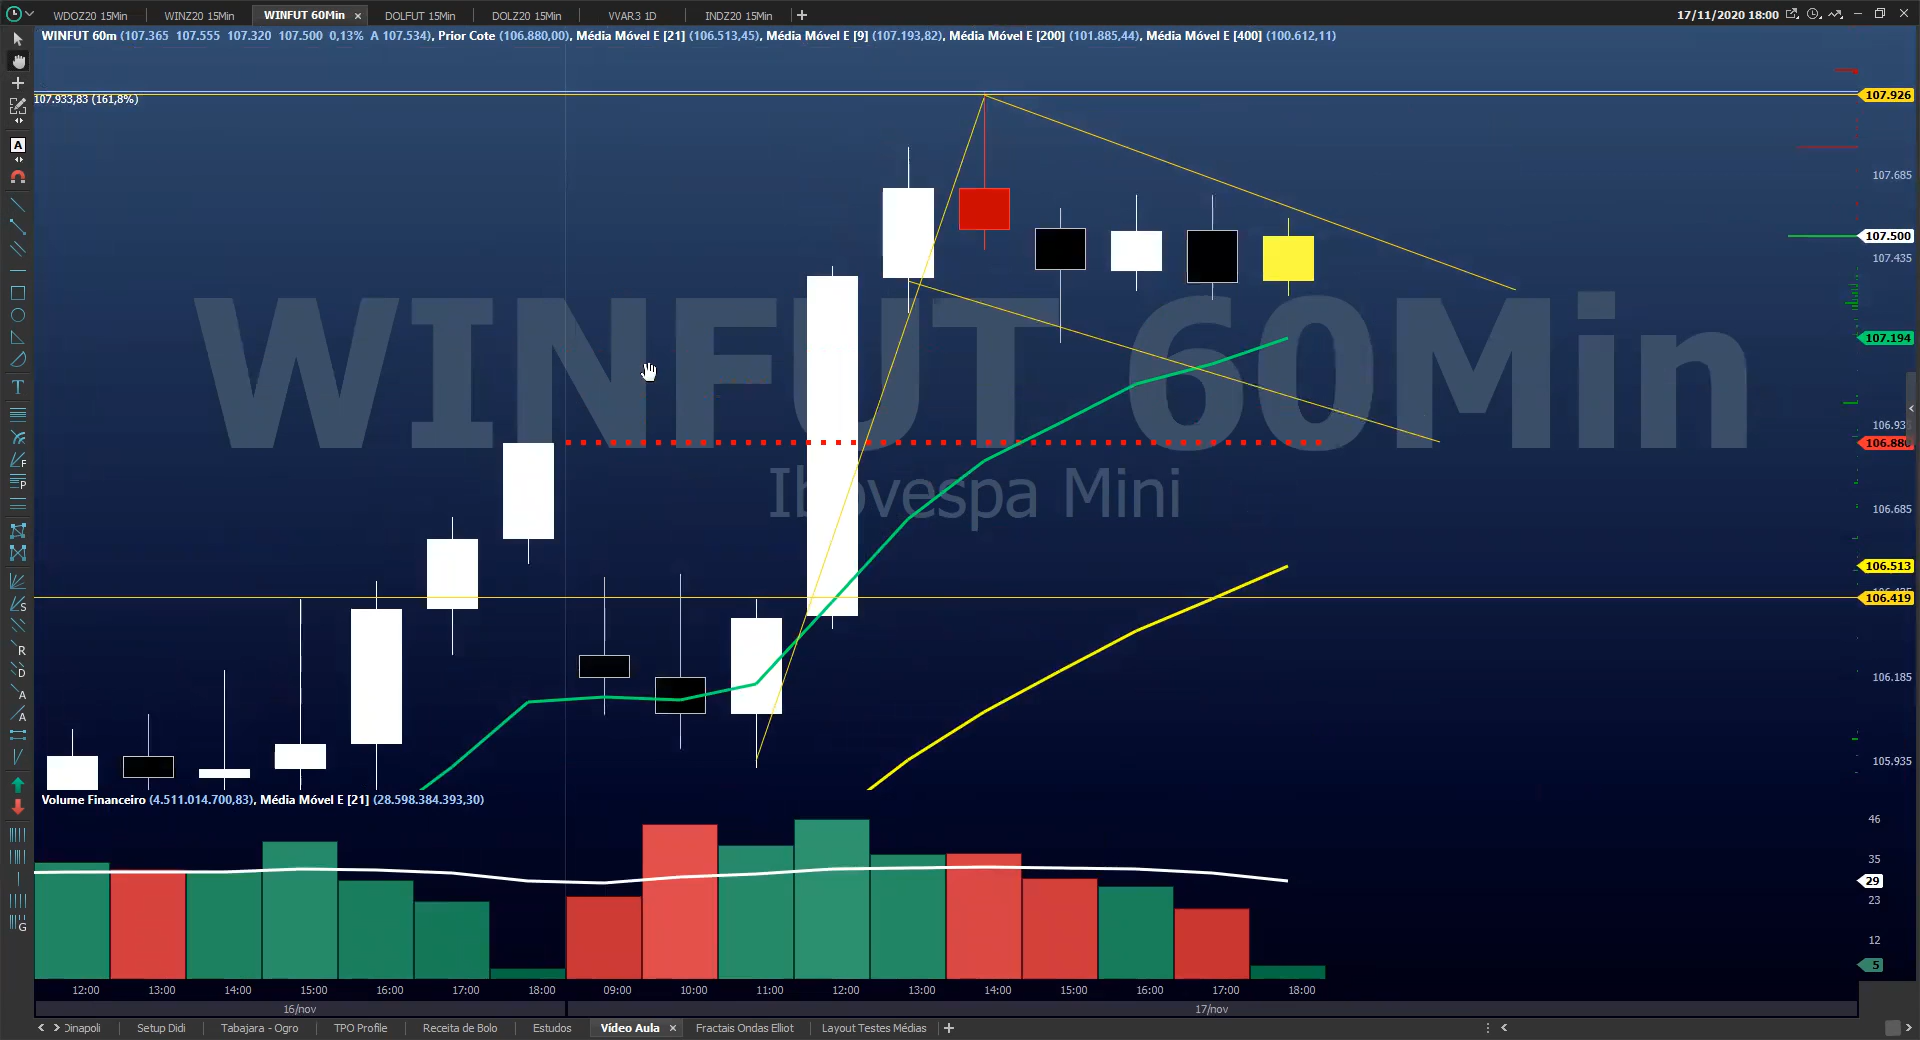 WDOZ20 15Min WINZ20 15Min WINFUT 60Min × DOLFUT 15Min DOLZ20 15Min VVAR3 1D INDZ20 15Min
17/11/2020 18:00
WINFUT 60m (107.365 107.555 107.320 107.500 0,13% A 107.534), Prior Cote (106.880,00), Média Móvel E [21] (106.513,45), Média Móvel E [9] (107.193,82), Média Móvel E [200] (101.885,44), Média Móvel E [400] (100.612,11)
107.933,83 (161,8%)
107.926
107.685
107.500
107.435
WINFUT 60Min
107.194
106.880
Ibovespa Mini
106.685
106.513
106.419
106.185
105.935
A
T
F
P
S
R
D
A
A
G
Volume Financeiro (4.511.014.700,83), Média Móvel E [21] (28.598.384.393,30)
46
35
29
23
12
5
12:00 13:00 14:00 15:00 16:00 17:00 18:00 09:00 10:00 11:00 12:00 13:00 14:00 15:00 16:00 17:00 18:00
16/nov 17/nov
Dinapoli Setup Didi Tabajara - Ogro TPO Profile Receita de Bolo Estudos Vídeo Aula × Fractais Ondas Elliot Layout Testes Médias